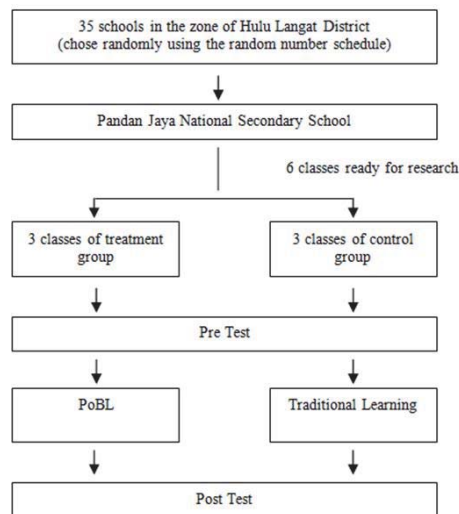 35 schools in the zone of Hulu Langat District
(chose randomly using the random number schedule)
Pandan Jaya National Secondary School
6 classes ready for research
3 classes of treatment
group
3 classes of control
group
Pre Test
PoBL
Traditional Learning
Post Test